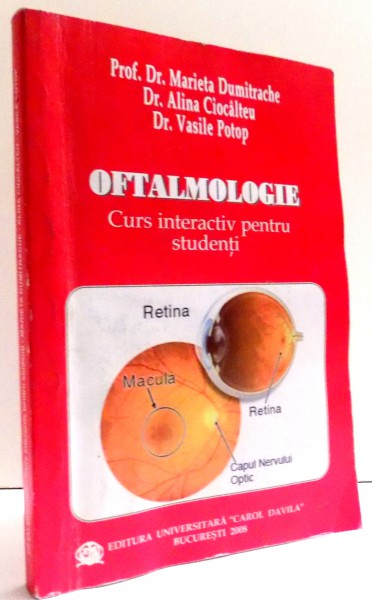 Prof. Dr. Marieta Dumitrache
Dr. Alina Ciocâlteu
Dr. Vasile Potop
OFTALMOLOGIE
Curs interactiv pentru
studenți
Retina
Macula
Retina
Capul Nervului
Optic
EDITURA UNIVERSITARĂ "CAROL DAVILA"
BUCUREȘTI 2008